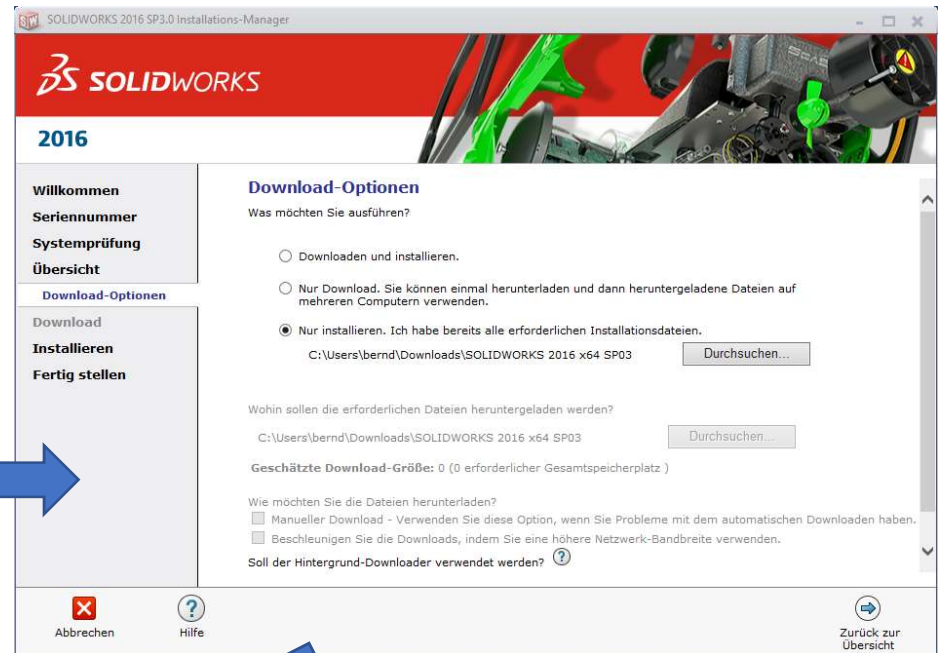 SOLIDWORKS 2016 SP3.0 Installations-Manager
SOLIDWORKS
2016
Willkommen
Seriennummer
Systemprüfung
Übersicht
Download-Optionen
Download
Installieren
Fertig stellen
Download-Optionen
Was möchten Sie ausführen?
Downloaden und installieren.
Nur Download. Sie können einmal herunterladen und dann heruntergeladene Dateien auf
mehreren Computern verwenden.
Nur installieren. Ich habe bereits alle erforderlichen Installationsdateien.
C:\Users\bernd\Downloads\SOLIDWORKS 2016 x64 SP03 Durchsuchen...
Wohin sollen die erforderlichen Dateien heruntergeladen werden?
C:\Users\bernd\Downloads\SOLIDWORKS 2016 x64 SP03 Durchsuchen...
Geschätzte Download-Größe: 0 (0 erforderlicher Gesamtspeicherplatz )
Wie möchten Sie die Dateien herunterladen?
Manueller Download - Verwenden Sie diese Option, wenn Sie Probleme mit dem automatischen Downloaden haben.
Beschleunigen Sie die Downloads, indem Sie eine höhere Netzwerk-Bandbreite verwenden.
Soll der Hintergrund-Downloader verwendet werden? ?
Abbrechen
Hilfe
Zurück zur
Übersicht